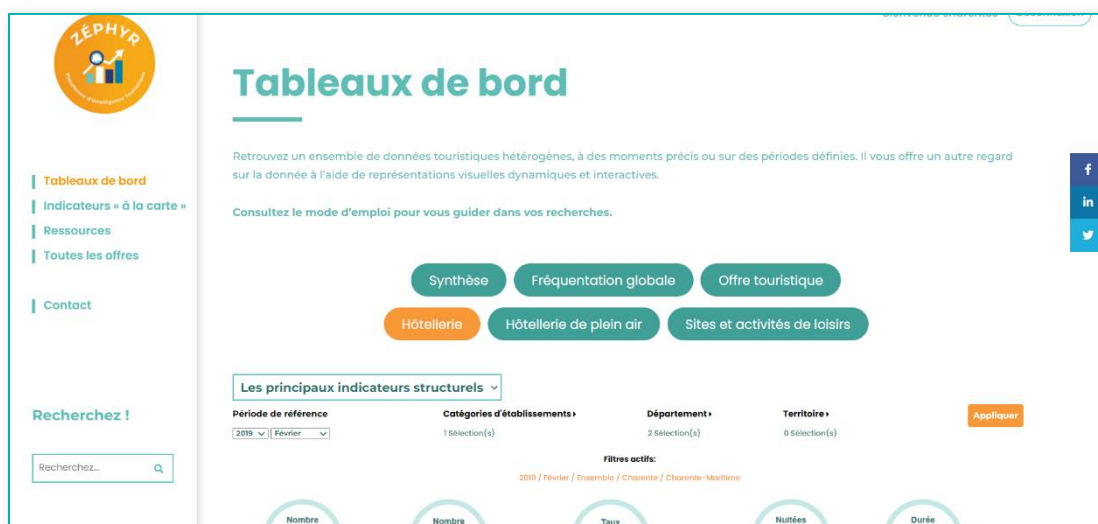 ZÉPHYR
Bienvenue Charentes
Tableaux de bord
Retrouvez un ensemble de données touristiques hétérogènes, à des moments précis ou sur des périodes définies. Il vous offre un autre regard
sur la donnée à l'aide de représentations visuelles dynamiques et interactives.
Consultez le mode d'emploi pour vous guider dans vos recherches.
Tableaux de bord
Indicateurs « à la carte »
Ressources
Toutes les offres
Contact
Synthèse Fréquentation globale Offre touristique
Hôtellerie Hôtellerie de plein air Sites et activités de loisirs
Les principaux indicateurs structurels
Recherchez !
Période de référence Catégories d'établissements Département Territoire Appliquer
2019 Février 1 Sélection(s) 2 Sélection(s) 0 Sélection(s)
Filtres actifs:
Recherchez...
2019 / Février / Ensemble / Charente / Charente-Maritime
Nombre Nombre Taux Nuitées Durée